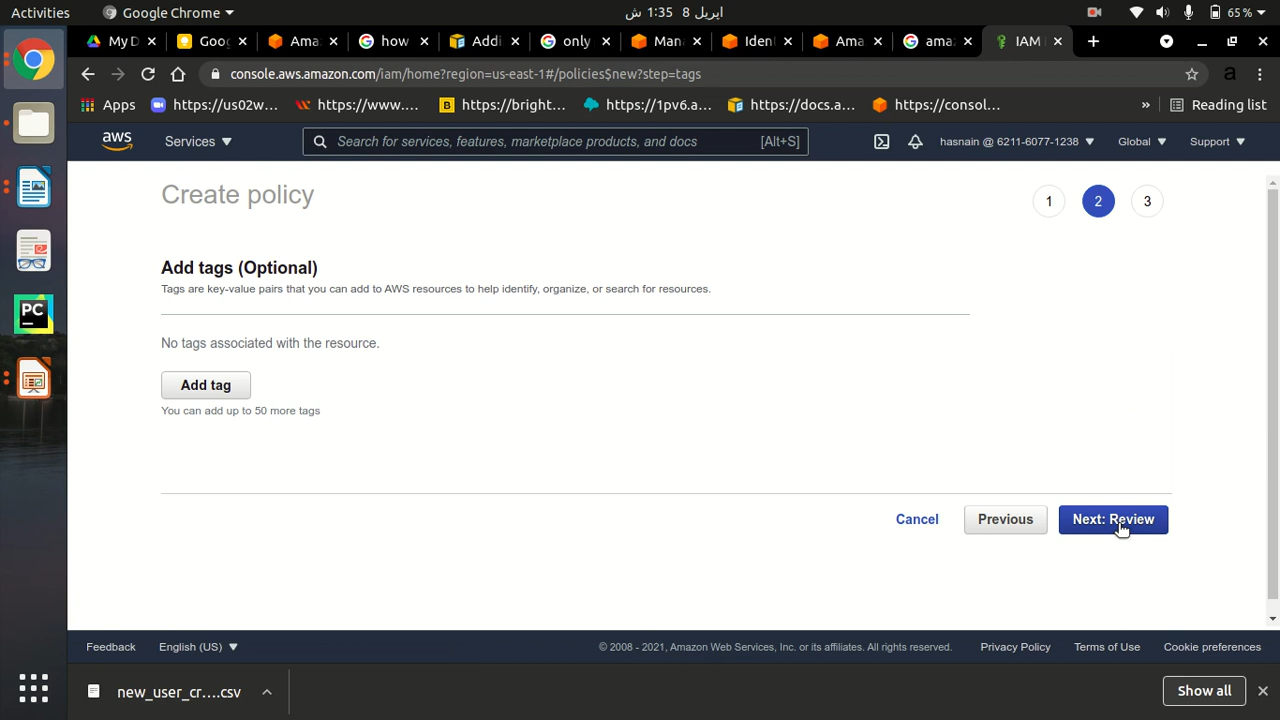 Activities
Google Chrome
اپریل 8 1:35 ش
65 %
My D
Goog
Amaz
how
Addi
only
Mana
Ident
Ama
amaz
IAM
console.aws.amazon.com/iam/home?region=us-east-1#/policies$new?step=tags
a
Apps
https://us02w...
https://www....
https://bright...
https://1pv6.a...
https://docs.a...
https://consol...
»
Reading list
aws
Services
Search for services, features, marketplace products, and docs
[Alt+S]
hasnain @ 6211-6077-1238
Global
Support
Create policy
1
2
3
Add tags (Optional)
Tags are key-value pairs that you can add to AWS resources to help identify, organize, or search for resources.
No tags associated with the resource.
Add tag
You can add up to 50 more tags
Cancel
Previous
Next: Review
PC
Feedback
English (US)
© 2008 - 2021, Amazon Web Services, Inc. or its affiliates. All rights reserved.
Privacy Policy
Terms of Use
Cookie preferences
new_user_cr....csv
Show all